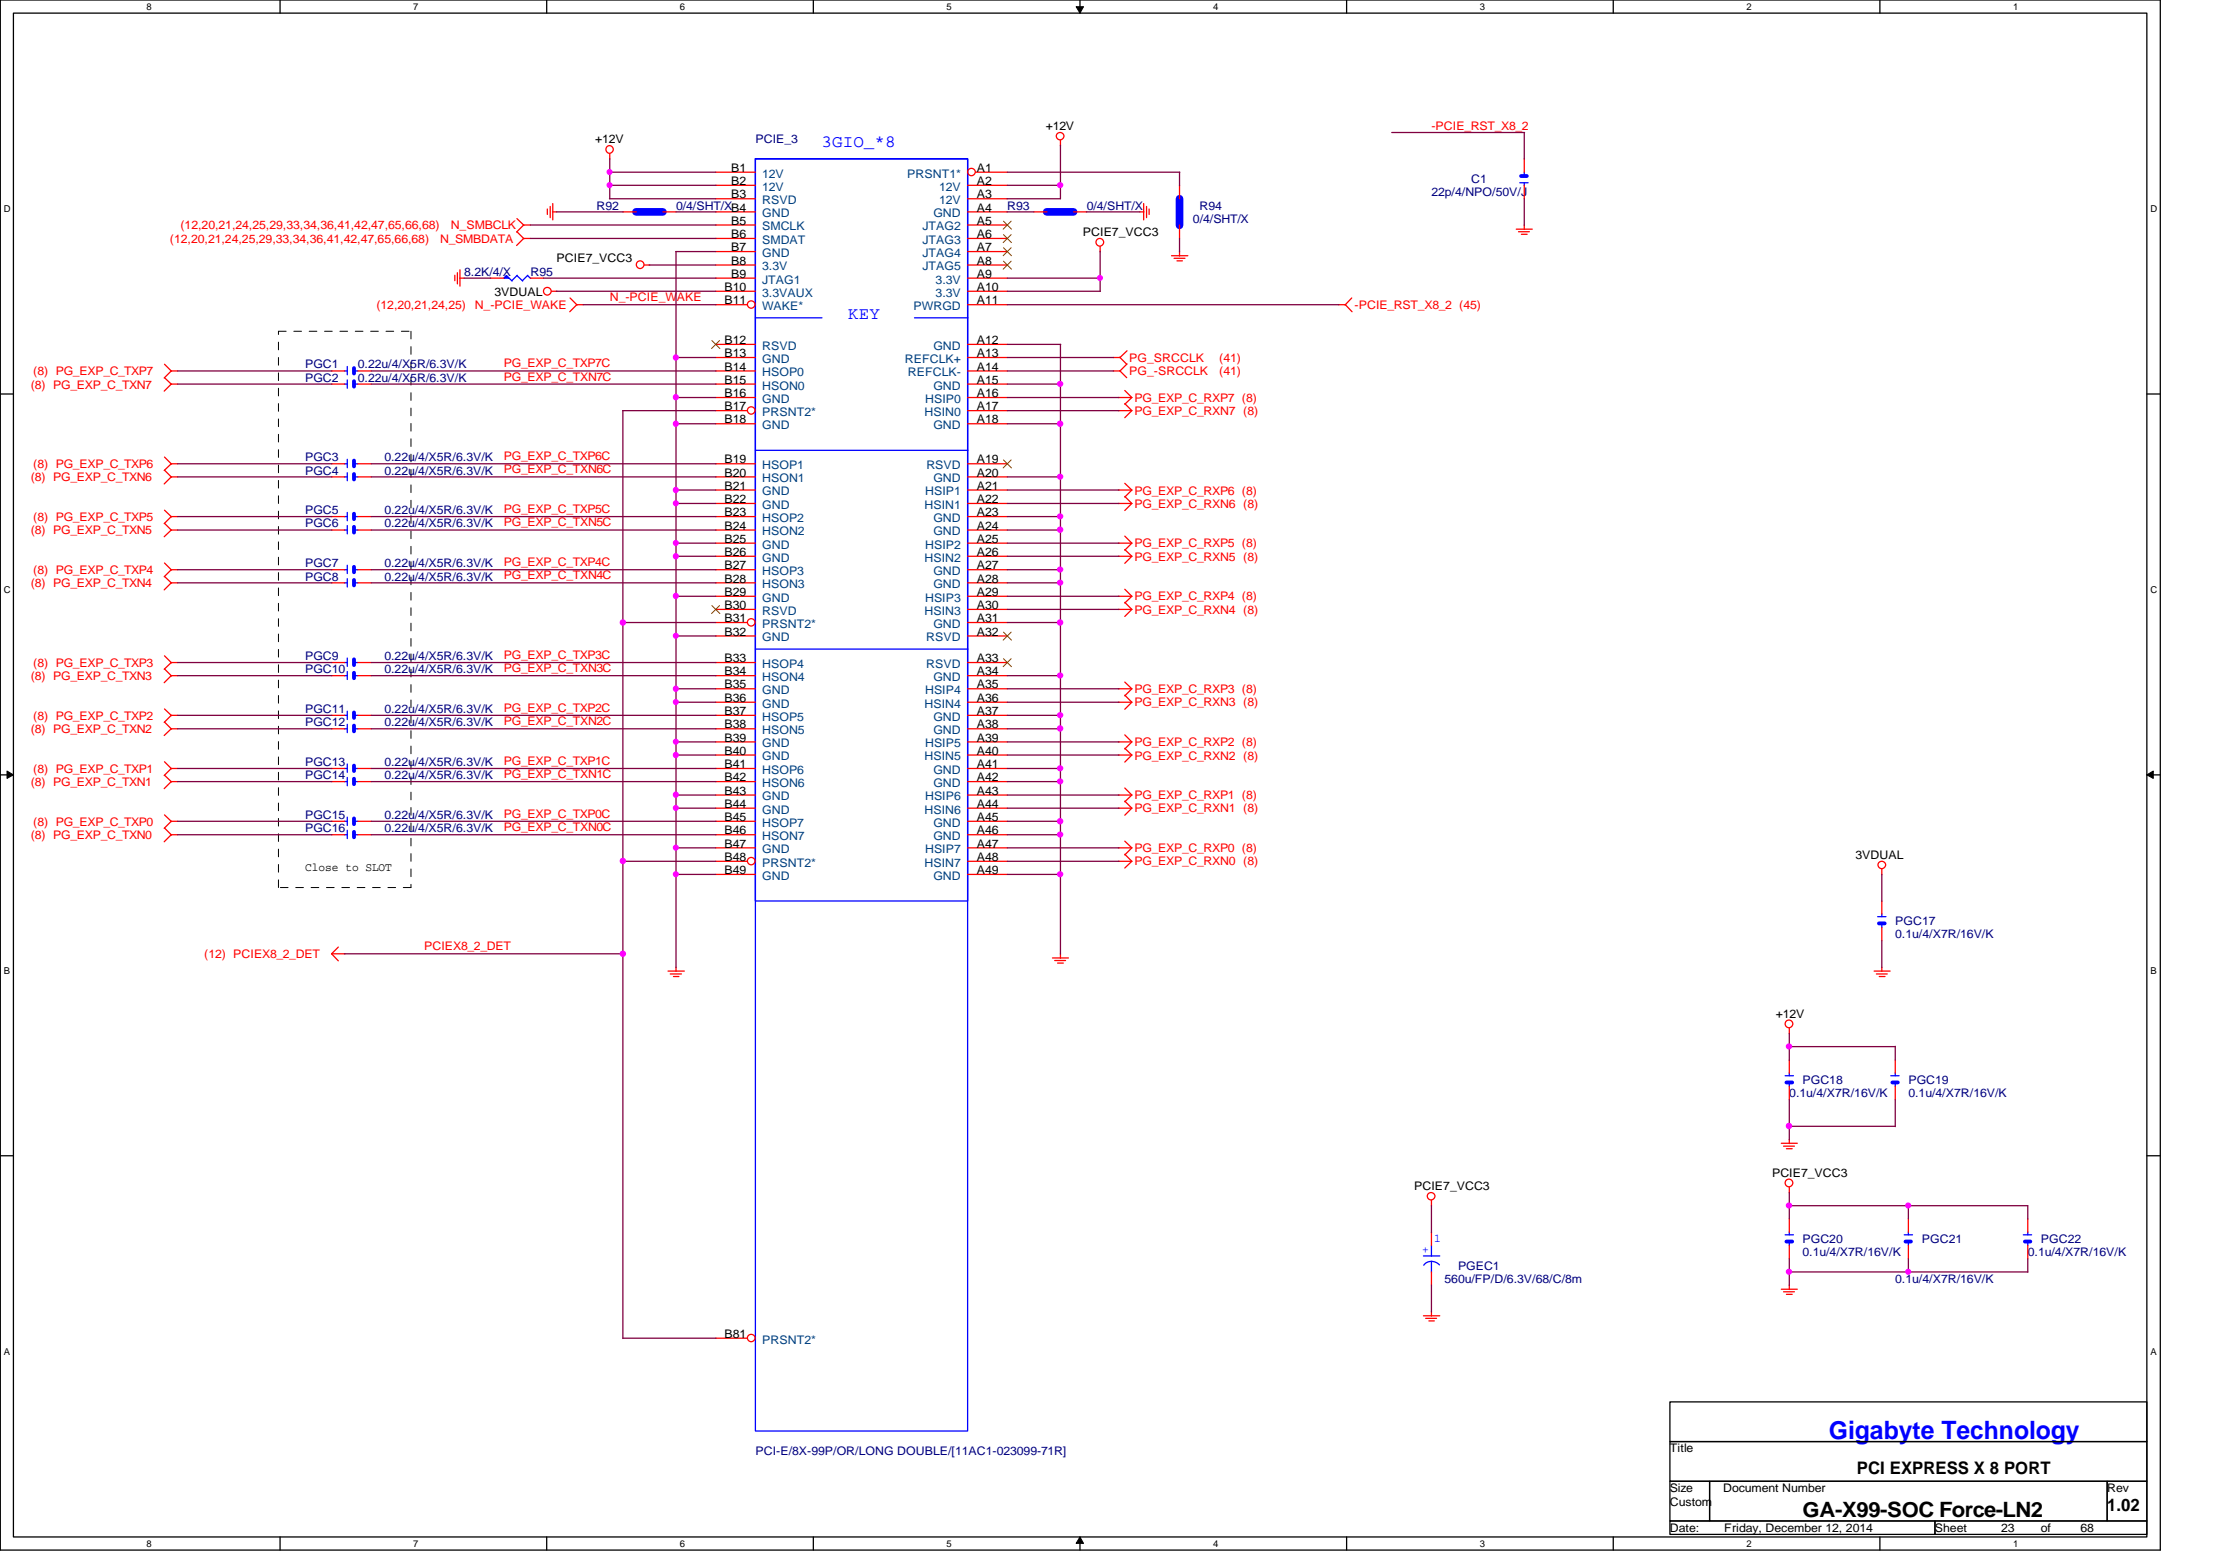 8 7 6 5 4 3 2 1
D
C
B
A
PCIE_3 3GIO_*8
+12V
+12V
-PCIE_RST_X8_2
C1
22p/4/NPO/50V/J
B1 12V
B2 12V
B3 RSVD
B4 GND
B5 SMCLK
B6 SMDAT
B7 GND
B8 3.3V
B9 JTAG1
B10 3.3VAUX
B11 WAKE*
PRSNT1* A1
12V A2
12V A3
GND A4
JTAG2 A5
JTAG3 A6
JTAG4 A7
JTAG5 A8
3.3V A9
3.3V A10
PWRGD A11
KEY
R92 0/4/SHT/X
R93 0/4/SHT/X
R94
0/4/SHT/X
(12,20,21,24,25,29,33,34,36,41,42,47,65,66,68) N_SMBCLK
(12,20,21,24,25,29,33,34,36,41,42,47,65,66,68) N_SMBDATA
PCIE7_VCC3
PCIE7_VCC3
8.2K/4/X R95
3VDUAL
(12,20,21,24,25) N_-PCIE_WAKE
N_-PCIE_WAKE
-PCIE_RST_X8_2 (45)
B12 RSVD
B13 GND
B14 HSOP0
B15 HSON0
B16 GND
B17 PRSNT2*
B18 GND
GND A12
REFCLK+ A13
REFCLK- A14
GND A15
HSIP0 A16
HSIN0 A17
GND A18
PG_SRCCLK (41)
PG_-SRCCLK (41)
PG_EXP_C_RXP7 (8)
PG_EXP_C_RXN7 (8)
(8) PG_EXP_C_TXP7 PGC1 0.22u/4/X5R/6.3V/K PG_EXP_C_TXP7C
(8) PG_EXP_C_TXN7 PGC2 0.22u/4/X5R/6.3V/K PG_EXP_C_TXN7C
(8) PG_EXP_C_TXP6 PGC3 0.22u/4/X5R/6.3V/K PG_EXP_C_TXP6C
(8) PG_EXP_C_TXN6 PGC4 0.22u/4/X5R/6.3V/K PG_EXP_C_TXN6C
(8) PG_EXP_C_TXP5 PGC5 0.22u/4/X5R/6.3V/K PG_EXP_C_TXP5C
(8) PG_EXP_C_TXN5 PGC6 0.22u/4/X5R/6.3V/K PG_EXP_C_TXN5C
(8) PG_EXP_C_TXP4 PGC7 0.22u/4/X5R/6.3V/K PG_EXP_C_TXP4C
(8) PG_EXP_C_TXN4 PGC8 0.22u/4/X5R/6.3V/K PG_EXP_C_TXN4C
B19 HSOP1
B20 HSON1
B21 GND
B22 GND
B23 HSOP2
B24 HSON2
B25 GND
B26 GND
B27 HSOP3
B28 HSON3
B29 GND
B30 RSVD
B31 PRSNT2*
B32 GND
RSVD A19
GND A20
HSIP1 A21
HSIN1 A22
GND A23
GND A24
HSIP2 A25
HSIN2 A26
GND A27
GND A28
HSIP3 A29
HSIN3 A30
GND A31
RSVD A32
PG_EXP_C_RXP6 (8)
PG_EXP_C_RXN6 (8)
PG_EXP_C_RXP5 (8)
PG_EXP_C_RXN5 (8)
PG_EXP_C_RXP4 (8)
PG_EXP_C_RXN4 (8)
(8) PG_EXP_C_TXP3 PGC9 0.22u/4/X5R/6.3V/K PG_EXP_C_TXP3C
(8) PG_EXP_C_TXN3 PGC10 0.22u/4/X5R/6.3V/K PG_EXP_C_TXN3C
(8) PG_EXP_C_TXP2 PGC11 0.22u/4/X5R/6.3V/K PG_EXP_C_TXP2C
(8) PG_EXP_C_TXN2 PGC12 0.22u/4/X5R/6.3V/K PG_EXP_C_TXN2C
(8) PG_EXP_C_TXP1 PGC13 0.22u/4/X5R/6.3V/K PG_EXP_C_TXP1C
(8) PG_EXP_C_TXN1 PGC14 0.22u/4/X5R/6.3V/K PG_EXP_C_TXN1C
(8) PG_EXP_C_TXP0 PGC15 0.22u/4/X5R/6.3V/K PG_EXP_C_TXP0C
(8) PG_EXP_C_TXN0 PGC16 0.22u/4/X5R/6.3V/K PG_EXP_C_TXN0C
Close to SLOT
B33 HSOP4
B34 HSON4
B35 GND
B36 GND
B37 HSOP5
B38 HSON5
B39 GND
B40 GND
B41 HSOP6
B42 HSON6
B43 GND
B44 GND
B45 HSOP7
B46 HSON7
B47 GND
B48 PRSNT2*
B49 GND
RSVD A33
GND A34
HSIP4 A35
HSIN4 A36
GND A37
GND A38
HSIP5 A39
HSIN5 A40
GND A41
GND A42
HSIP6 A43
HSIN6 A44
GND A45
GND A46
HSIP7 A47
HSIN7 A48
GND A49
PG_EXP_C_RXP3 (8)
PG_EXP_C_RXN3 (8)
PG_EXP_C_RXP2 (8)
PG_EXP_C_RXN2 (8)
PG_EXP_C_RXP1 (8)
PG_EXP_C_RXN1 (8)
PG_EXP_C_RXP0 (8)
PG_EXP_C_RXN0 (8)
(12) PCIEX8_2_DET PCIEX8_2_DET
B81 PRSNT2*
PCI-E/8X-99P/OR/LONG DOUBLE/[11AC1-023099-71R]
3VDUAL
PGC17
0.1u/4/X7R/16V/K
+12V
PGC18
0.1u/4/X7R/16V/K
PGC19
0.1u/4/X7R/16V/K
PCIE7_VCC3
+ 1
PGEC1
560u/FP/D/6.3V/68/C/8m
PCIE7_VCC3
PGC20
0.1u/4/X7R/16V/K
PGC21
0.1u/4/X7R/16V/K
PGC22
0.1u/4/X7R/16V/K
Gigabyte Technology
Title
PCI EXPRESS X 8 PORT
Size
Custom
Document Number
GA-X99-SOC Force-LN2
Rev
1.02
Date: Friday, December 12, 2014 Sheet 23 of 68
D
C
B
A
8 7 6 5 4 3 2 1